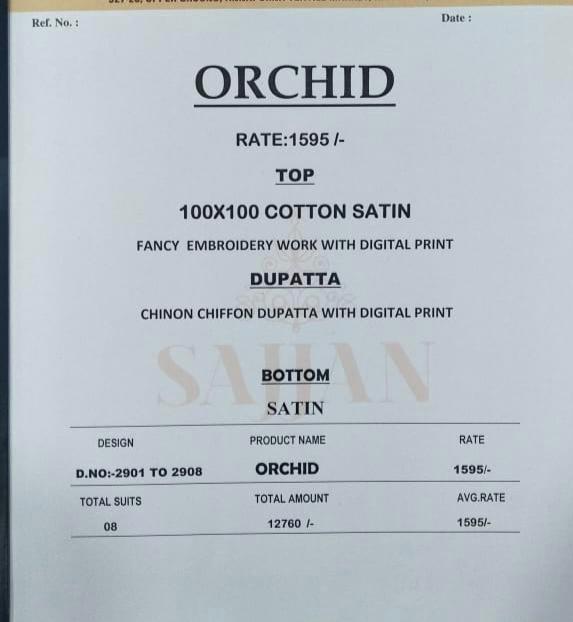 Ref. No. :
Date :
ORCHID
RATE:1595 /-
TOP
100X100 COTTON SATIN
FANCY EMBROIDERY WORK WITH DIGITAL PRINT
DUPATTA
CHINON CHIFFON DUPATTA WITH DIGITAL PRINT
SAJJAN
BOTTOM
SATIN
DESIGN PRODUCT NAME RATE
D.NO:-2901 TO 2908 ORCHID 1595/-
TOTAL SUITS TOTAL AMOUNT AVG.RATE
08 12760 /- 1595/-